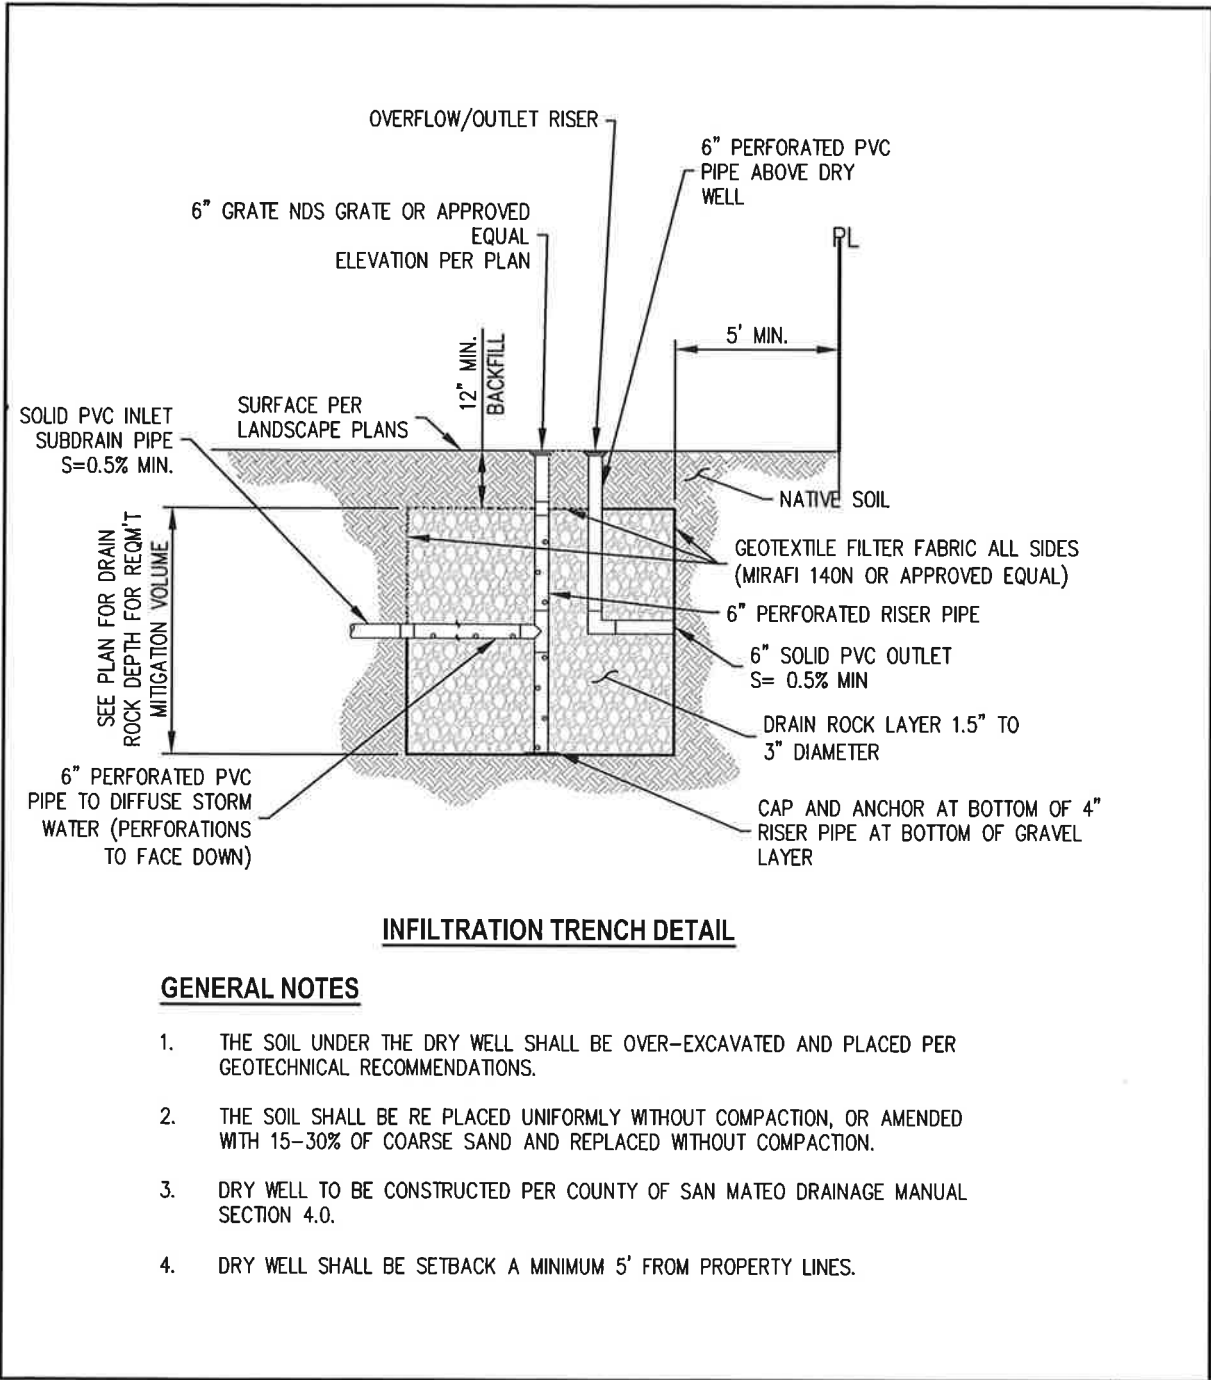 OVERFLOW/OUTLET RISER
6" PERFORATED PVC
PIPE ABOVE DRY
WELL
6" GRATE NDS GRATE OR APPROVED
EQUAL
ELEVATION PER PLAN
PL
5' MIN.
12" MIN.
BACKFILL
SOLID PVC INLET
SUBDRAIN PIPE
S=0.5% MIN.
SURFACE PER
LANDSCAPE PLANS
NATIVE SOIL
SEE PLAN FOR DRAIN
ROCK DEPTH FOR REQM'T
MITIGATION VOLUME
GEOTEXTILE FILTER FABRIC ALL SIDES
(MIRAFI 140N OR APPROVED EQUAL)
6" PERFORATED RISER PIPE
6" SOLID PVC OUTLET
S= 0.5% MIN
DRAIN ROCK LAYER 1.5" TO
3" DIAMETER
6" PERFORATED PVC
PIPE TO DIFFUSE STORM
WATER (PERFORATIONS
TO FACE DOWN)
CAP AND ANCHOR AT BOTTOM OF 4"
RISER PIPE AT BOTTOM OF GRAVEL
LAYER
INFILTRATION TRENCH DETAIL
GENERAL NOTES
1. THE SOIL UNDER THE DRY WELL SHALL BE OVER-EXCAVATED AND PLACED PER
GEOTECHNICAL RECOMMENDATIONS.
2. THE SOIL SHALL BE RE PLACED UNIFORMLY WITHOUT COMPACTION, OR AMENDED
WITH 15-30% OF COARSE SAND AND REPLACED WITHOUT COMPACTION.
3. DRY WELL TO BE CONSTRUCTED PER COUNTY OF SAN MATEO DRAINAGE MANUAL
SECTION 4.0.
4. DRY WELL SHALL BE SETBACK A MINIMUM 5' FROM PROPERTY LINES.